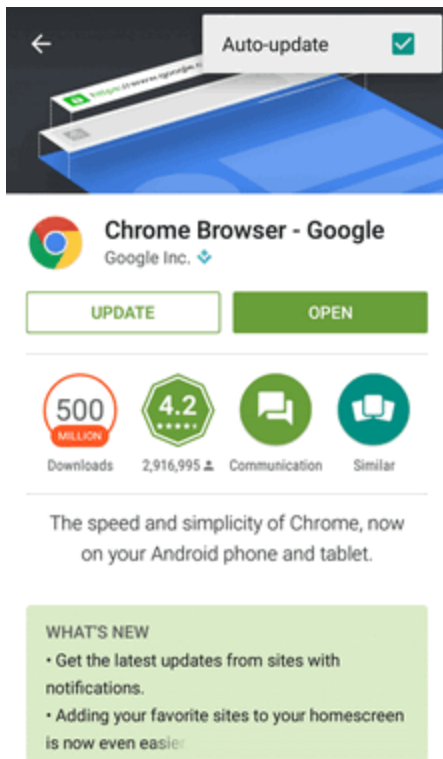 Auto-update
Chrome Browser - Google
Google Inc.
UPDATE
OPEN
500
MILLION
4.2
Downloads
2,916,995
Communication
Similar
The speed and simplicity of Chrome, now
on your Android phone and tablet.
WHAT'S NEW
• Get the latest updates from sites with
notifications.
• Adding your favorite sites to your homescreen
is now even easier